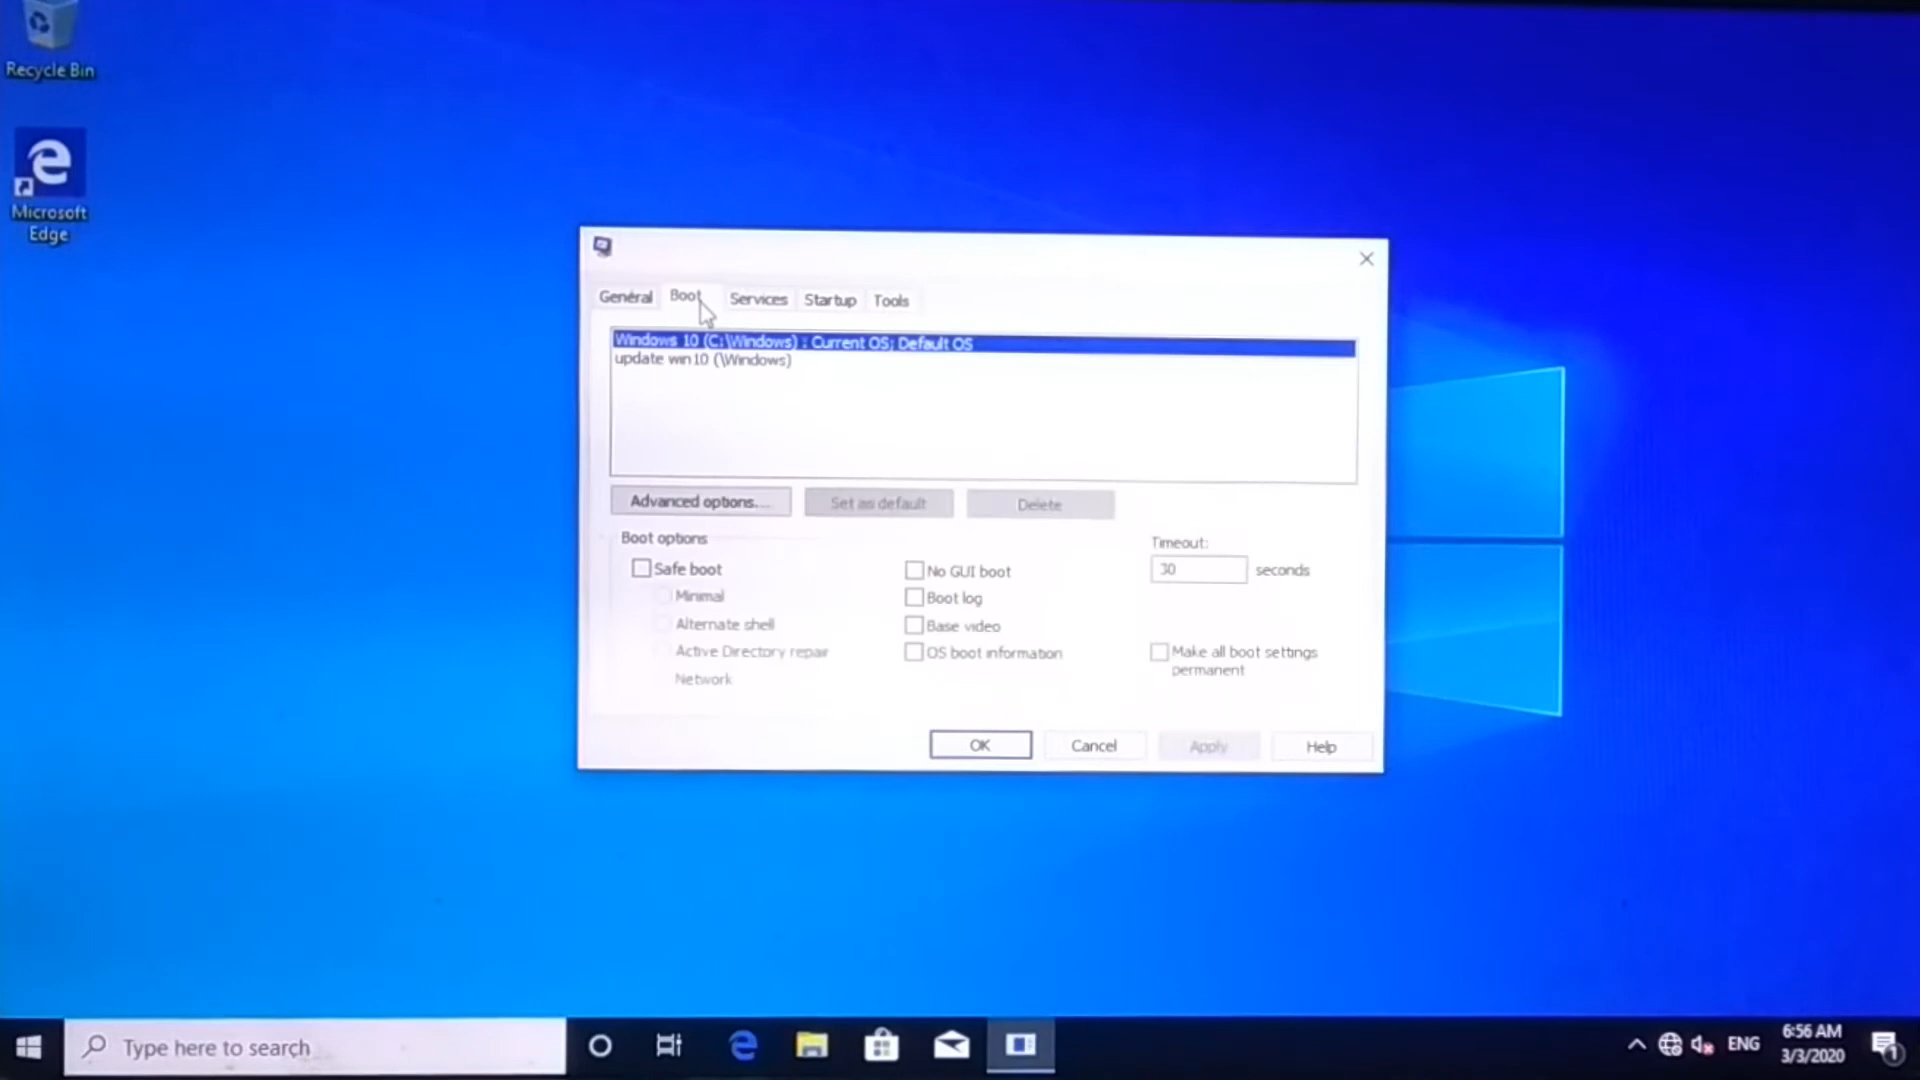 Recycle Bin
Microsoft
Edge
General Boot Services Startup Tools
Windows 10 (C:\Windows) : Current OS; Default OS
update win10 (\Windows)
Advanced options... Set as default Delete
Boot options
Timeout:
Safe boot No GUI boot 30 seconds
Minimal Boot log
Alternate shell Base video
Active Directory repair OS boot information Make all boot settings
permanent
Network
OK Cancel Apply Help
Type here to search
ENG
6:56 AM
3/3/2020
1